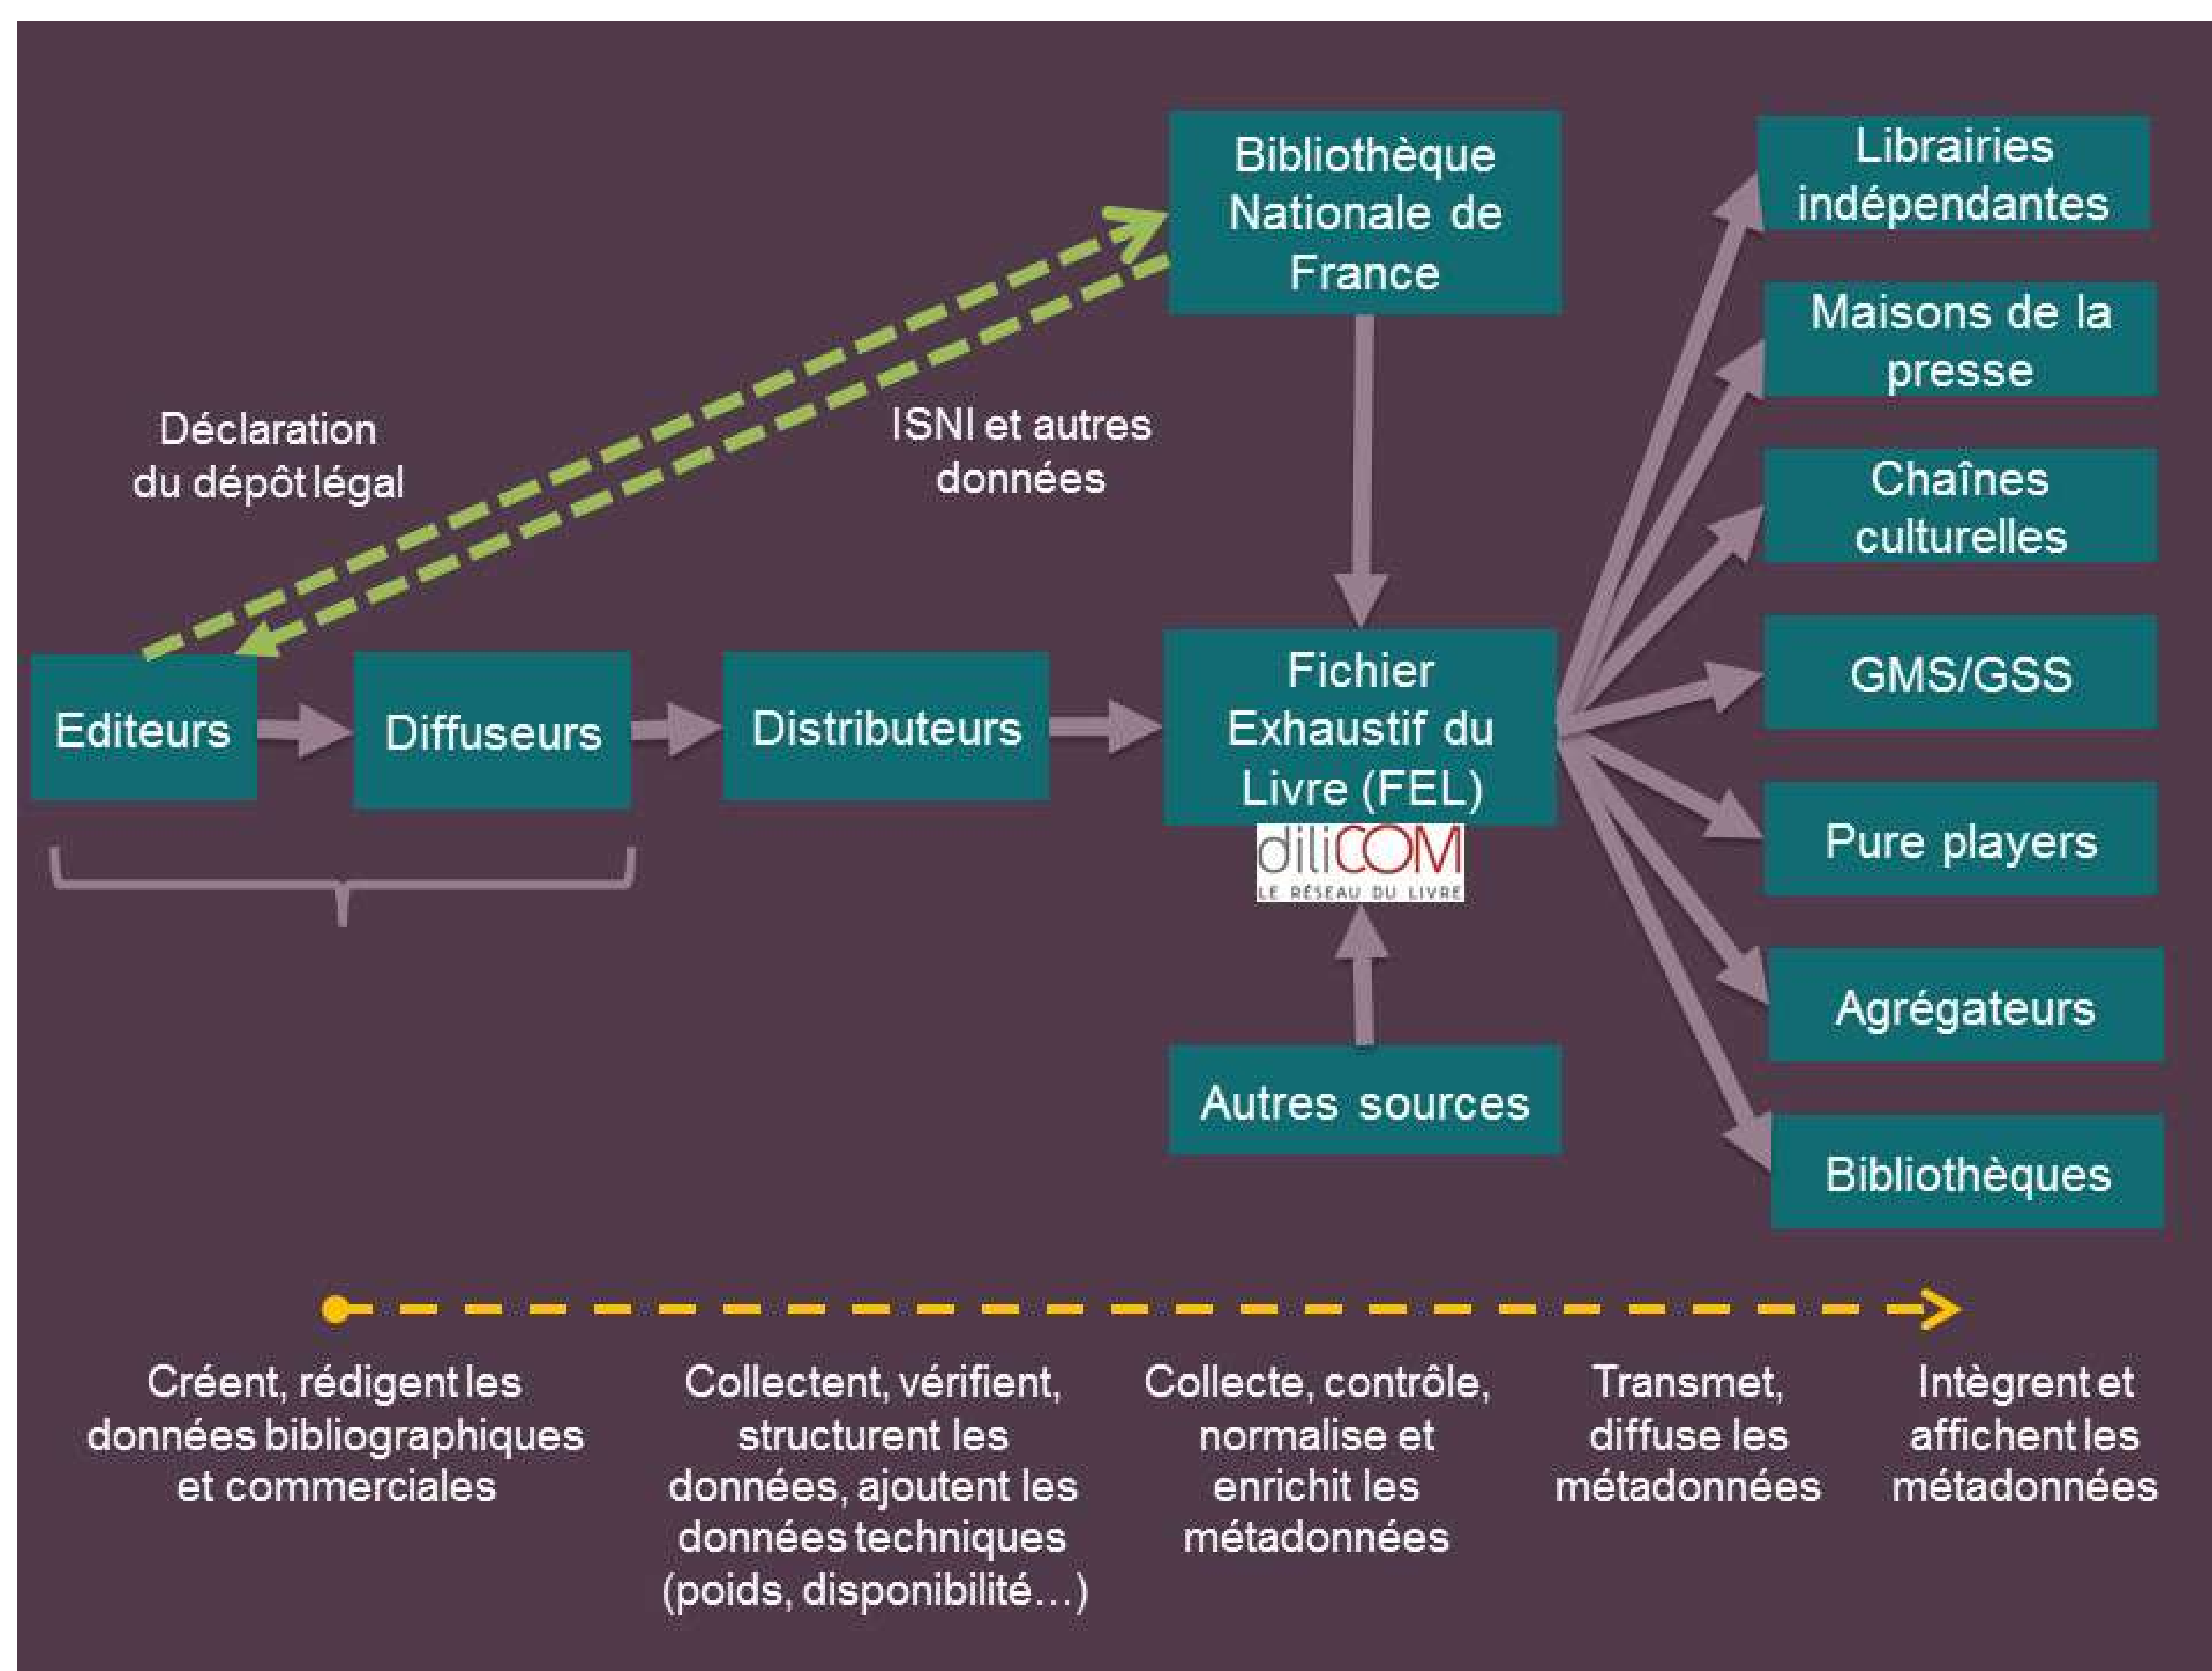 Bibliothèque
Nationale de
France
Librairies
indépendantes
Maisons de la
presse
Chaînes
culturelles
GMS/GSS
Pure players
Agrégateurs
Bibliothèques
Déclaration
du dépôt légal
ISNI et autres
données
Editeurs
Diffuseurs
Distributeurs
Fichier
Exhaustif du
Livre (FEL)
diliCOM
LE RÉSEAU DU LIVRE
Autres sources
Créent, rédigent les
données bibliographiques
et commerciales
Collectent, vérifient,
structurent les
données, ajoutent les
données techniques
(poids, disponibilité…)
Collecte, contrôle,
normalise et
enrichit les
métadonnées
Transmet,
diffuse les
métadonnées
Intègrent et
affichent les
métadonnées